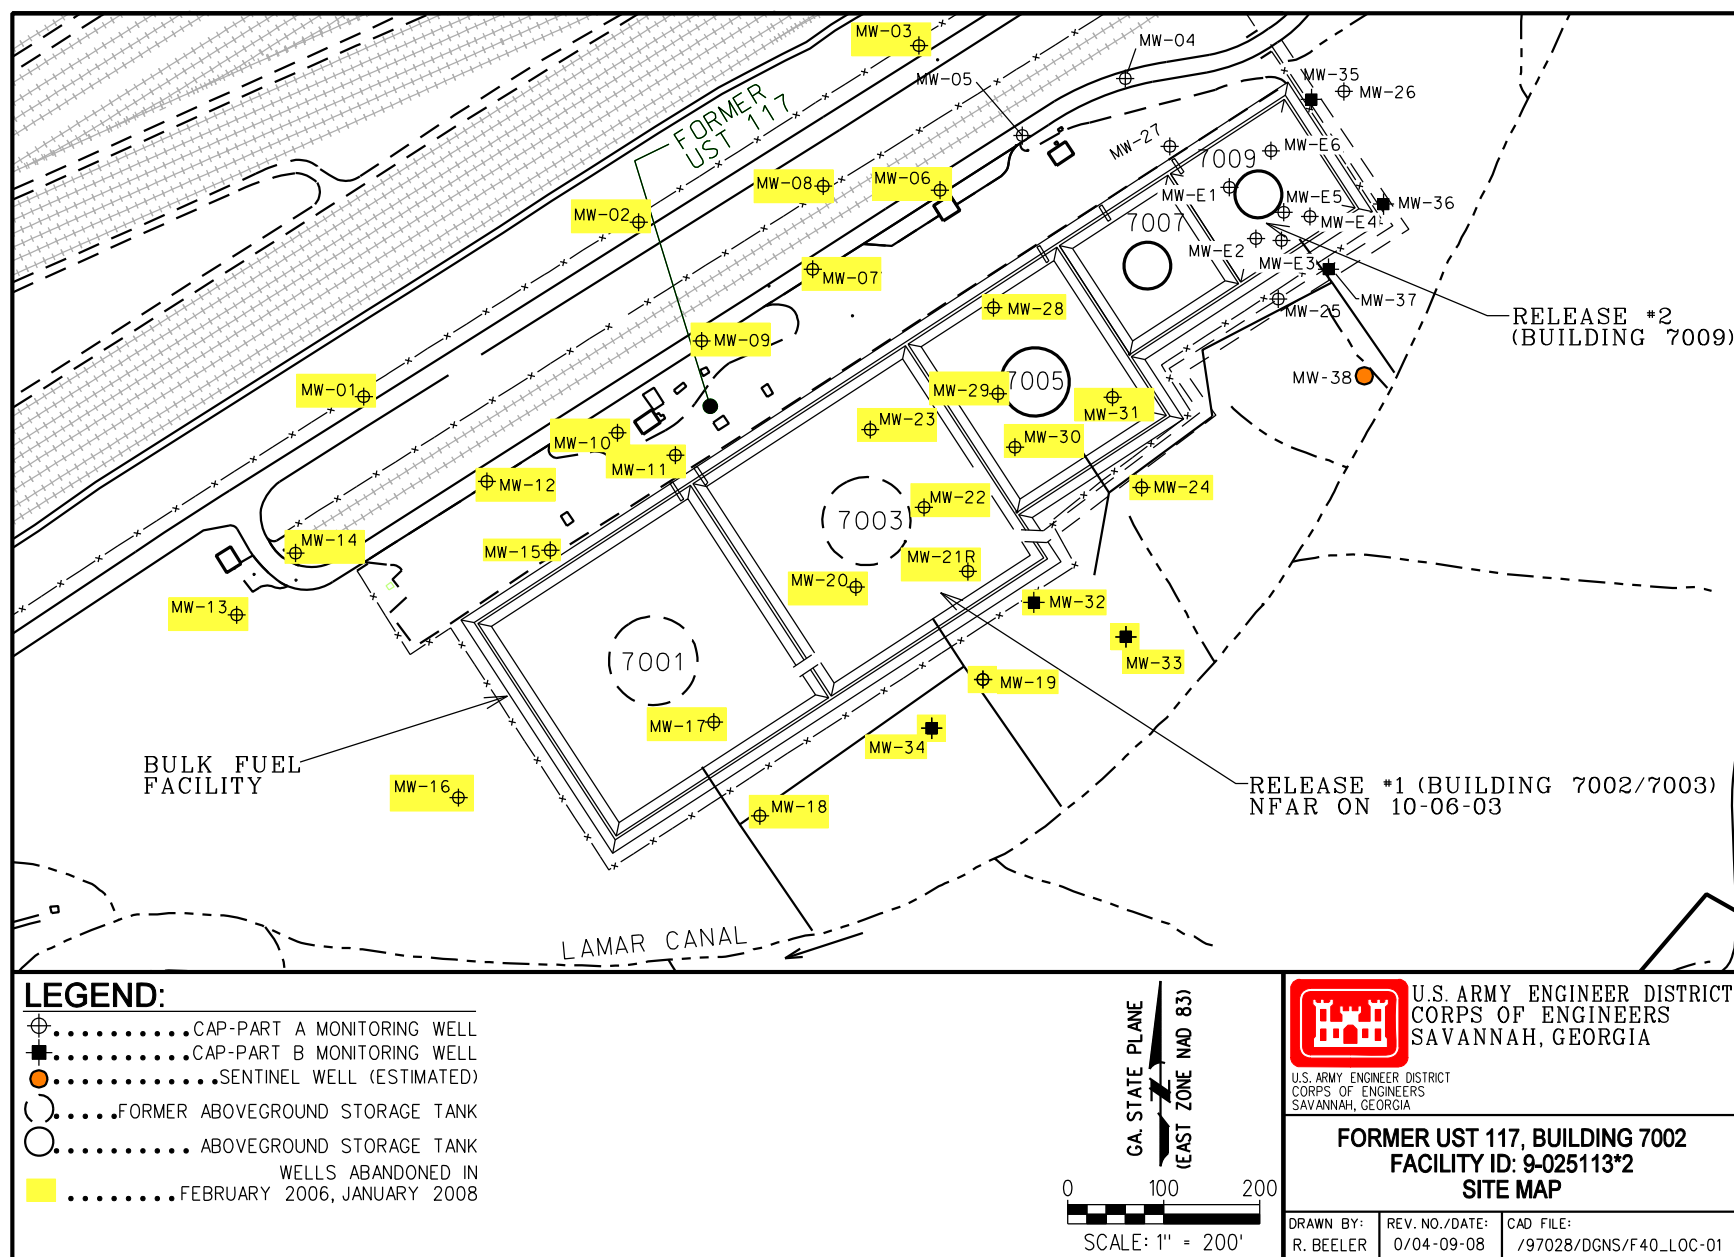 MW-03
MW-04
MW-05
MW-35
MW-26
FORMER
UST 117
MW-27
7009
MW-E6
MW-08
MW-06
MW-E1
MW-E5
MW-36
MW-02
7007
MW-E4
MW-E2
MW-E3
MW-07
MW-37
MW-25
MW-28
RELEASE #2
(BUILDING 7009)
MW-09
MW-01
MW-29
7005
MW-38
MW-31
MW-23
MW-10
MW-30
MW-11
MW-12
MW-24
MW-22
7003
MW-14
MW-15
MW-21R
MW-20
MW-13
MW-32
7001
MW-33
MW-19
MW-17
MW-34
BULK FUEL
FACILITY
MW-16
RELEASE #1 (BUILDING 7002/7003)
NFAR ON 10-06-03
MW-18
LAMAR CANAL
LEGEND:
CAP-PART A MONITORING WELL
CAP-PART B MONITORING WELL
SENTINEL WELL (ESTIMATED)
FORMER ABOVEGROUND STORAGE TANK
ABOVEGROUND STORAGE TANK
WELLS ABANDONED IN
FEBRUARY 2006, JANUARY 2008
GA. STATE PLANE
(EAST ZONE NAD 83)
0 100 200
SCALE: 1" = 200'
U.S. ARMY ENGINEER DISTRICT
CORPS OF ENGINEERS
SAVANNAH, GEORGIA
U.S. ARMY ENGINEER DISTRICT
CORPS OF ENGINEERS
SAVANNAH, GEORGIA
FORMER UST 117, BUILDING 7002
FACILITY ID: 9-025113*2
SITE MAP
DRAWN BY:
R. BEELER
REV. NO./DATE:
0/04-09-08
CAD FILE:
/97028/DGNS/F40_LOC-01